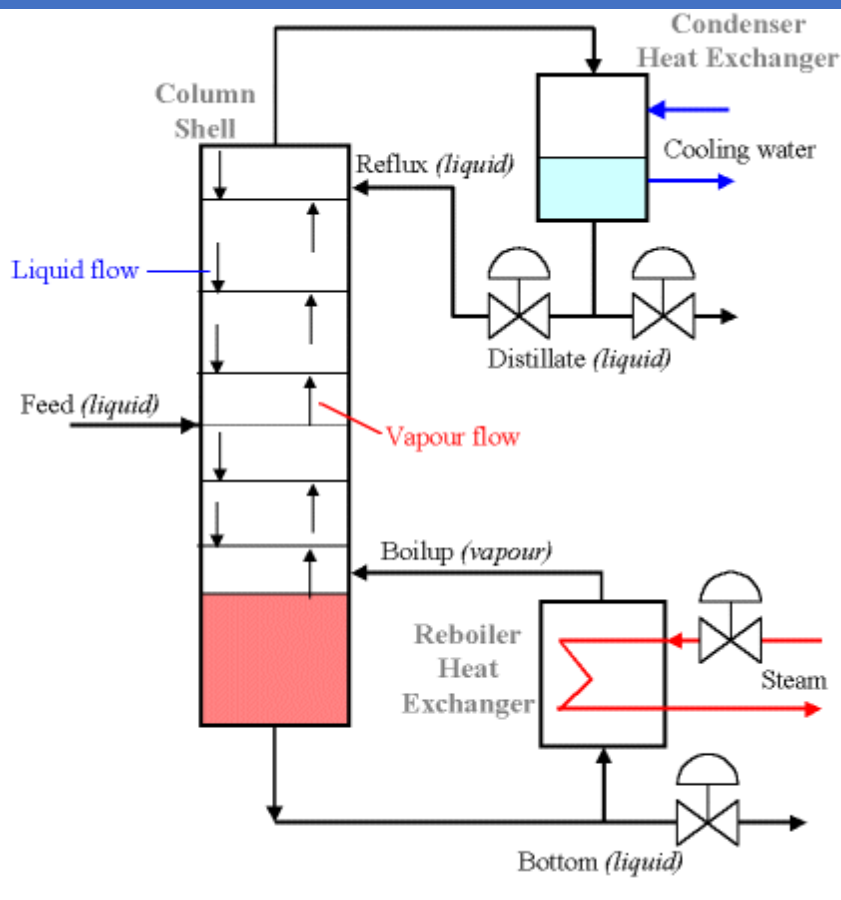 Condenser
Heat Exchanger
Column
Shell
Cooling water
Reflux (liquid)
Liquid flow
Distillate (liquid)
Feed (liquid)
Vapour flow
Boilup (vapour)
Reboiler
Heat
Exchanger
Steam
Bottom (liquid)